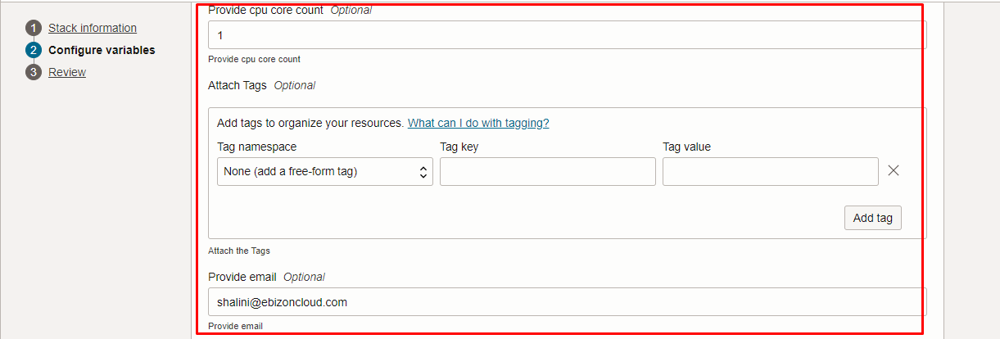 1 Stack information
2 Configure variables
3 Review
Provide cpu core count Optional
1
Provide cpu core count
Attach Tags Optional
Add tags to organize your resources. What can I do with tagging?
Tag namespace Tag key Tag value
None (add a free-form tag)
Add tag
Attach the Tags
Provide email Optional
shalini@ebizoncloud.com
Provide email